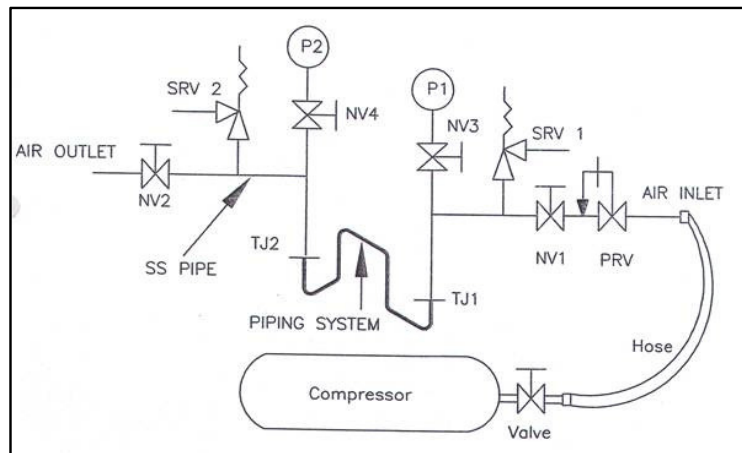 P2
P1
SRV 2
NV4
NV3
SRV 1
AIR OUTLET
AIR INLET
NV2
TJ2
NV1
PRV
SS PIPE
TJ1
PIPING SYSTEM
Hose
Compressor
Valve